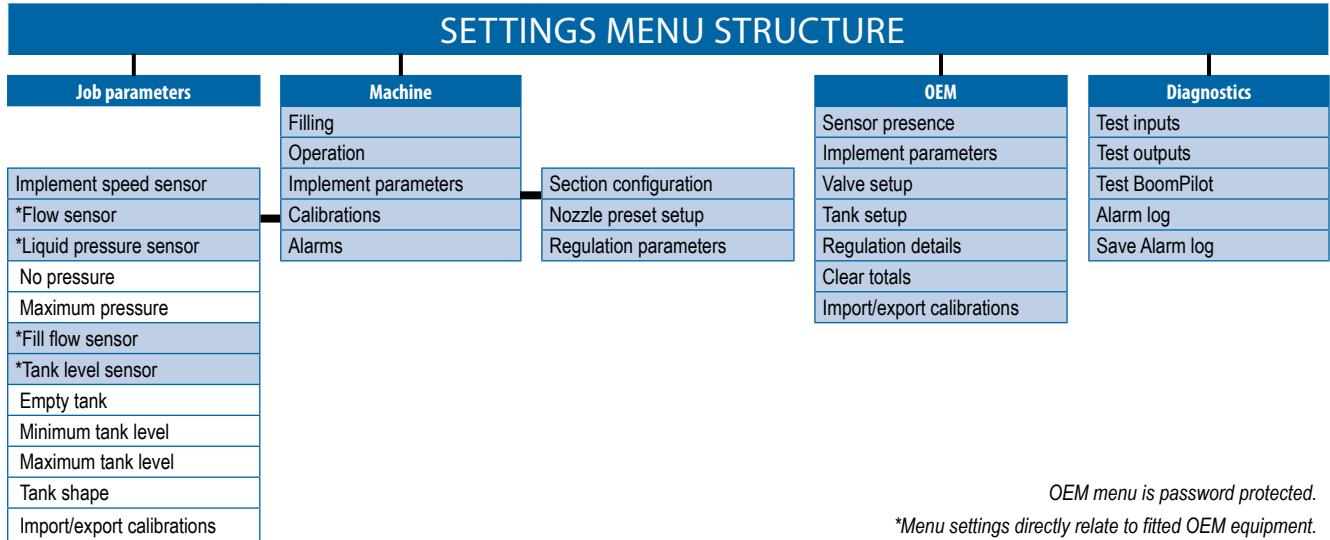 SETTINGS MENU STRUCTURE
Job parameters
Machine
OEM
Diagnostics
Implement speed sensor
*Flow sensor
*Liquid pressure sensor
No pressure
Maximum pressure
*Fill flow sensor
*Tank level sensor
Empty tank
Minimum tank level
Maximum tank level
Tank shape
Import/export calibrations
Filling
Operation
Implement parameters
Calibrations
Alarms
Section configuration
Nozzle preset setup
Regulation parameters
Sensor presence
Implement parameters
Valve setup
Tank setup
Regulation details
Clear totals
Import/export calibrations
Test inputs
Test outputs
Test BoomPilot
Alarm log
Save Alarm log
OEM menu is password protected.
*Menu settings directly relate to fitted OEM equipment.